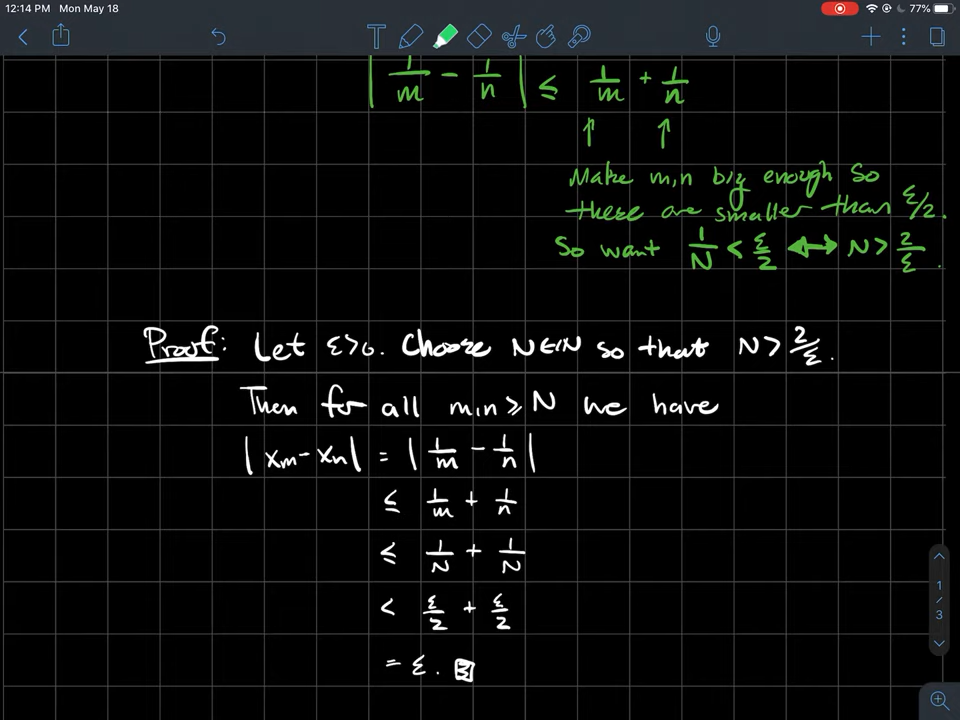 12:14 PM Mon May 18
77%
| 1/m - 1/n | ≤ 1/m + 1/n
↑ ↑
Make m,n big enough so
there are smaller than ε/2.
So want 1/N < ε/2 ↔ N > 2/ε.
Proof: Let ε>0. Choose N∈ℕ so that N > 2/ε.
Then for all m,n ≥ N we have
|xm - xn| = | 1/m - 1/n |
≤ 1/m + 1/n
≤ 1/N + 1/N
< ε/2 + ε/2
= ε.
1
/
3